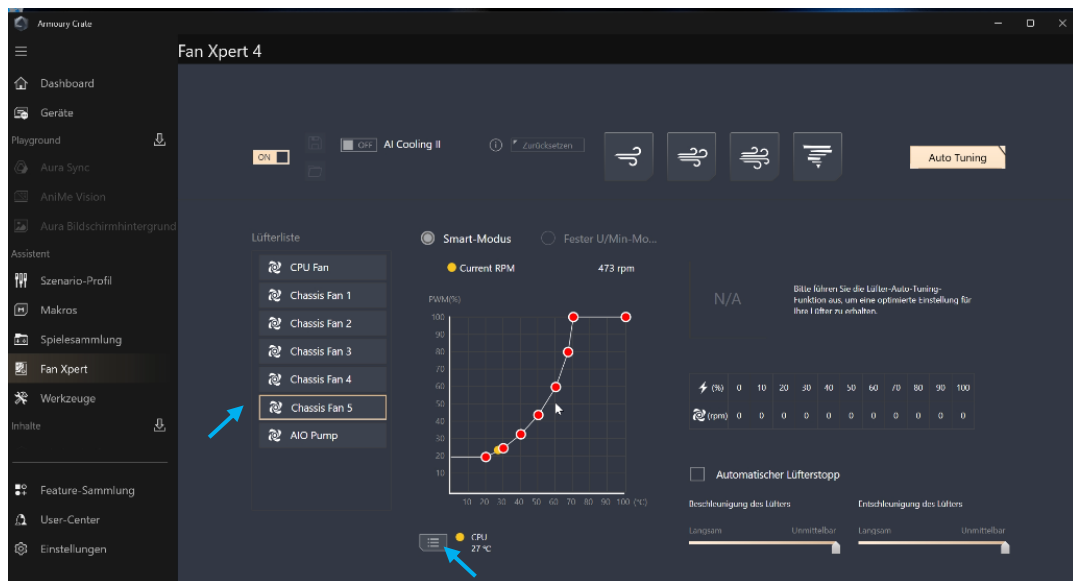 Armoury Crate
Fan Xpert 4
Dashboard
Geräte
Playground
Aura Sync
AniMe Vision
Aura Bildschirmhintergrund
Assistent
Szenario-Profil
Makros
Spielesammlung
Fan Xpert
Werkzeuge
Inhalte
Feature-Sammlung
User-Center
Einstellungen
ON
OFF AI Cooling II
Zurücksetzen
Auto Tuning
Lüfterliste
CPU Fan
Chassis Fan 1
Chassis Fan 2
Chassis Fan 3
Chassis Fan 4
Chassis Fan 5
AIO Pump
Smart-Modus
Fester U/Min-Mo...
Current RPM 473 rpm
PWM(%)
100
90
80
70
60
50
40
30
20
10
10 20 30 40 50 60 70 80 90 100 (°C)
CPU
27 °C
N/A
Bitte führen Sie die Lüfter-Auto-Tuning-
Funktion aus, um eine optimierte Einstellung für
Ihre Lüfter zu erhalten.
(%) 0 10 20 30 40 50 60 70 80 90 100
(rpm) 0 0 0 0 0 0 0 0 0 0 0
Automatischer Lüfterstopp
Beschleunigung des Lüfters
Langsam Unmittelbar
Entschleunigung des Lüfters
Langsam Unmittelbar